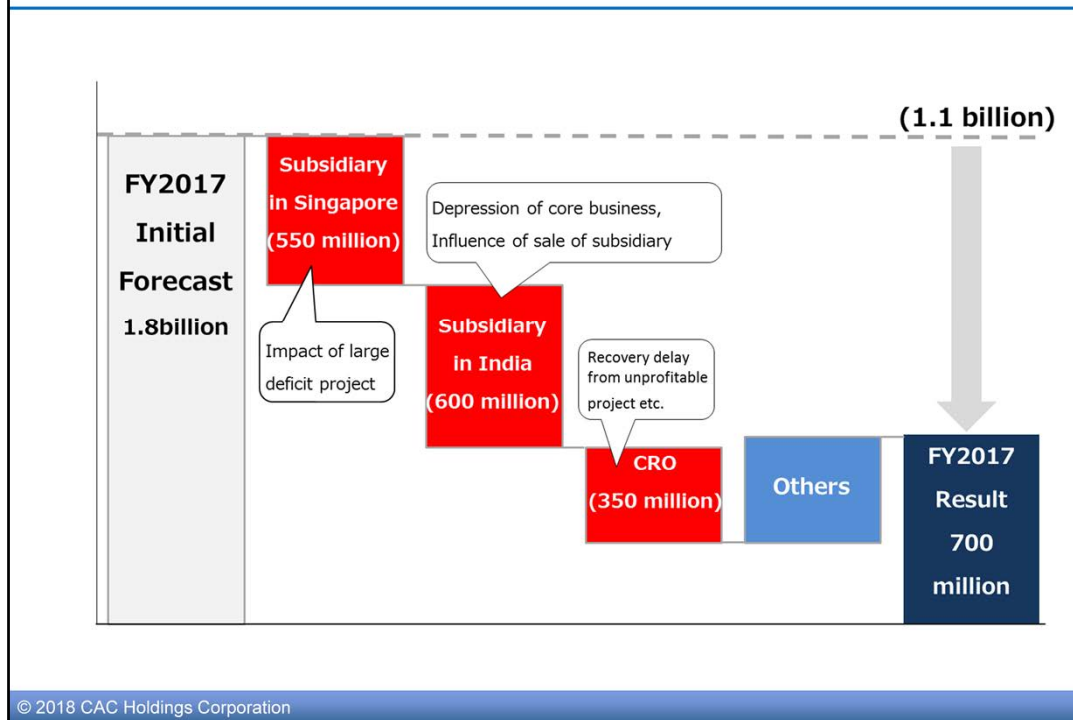 (1.1 billion)
FY2017
Initial
Forecast
1.8billion
Subsidiary
in Singapore
(550 million)
Impact of large
deficit project
Depression of core business,
Influence of sale of subsidiary
Subsidiary
in India
(600 million)
Recovery delay
from unprofitable
project etc.
CRO
(350 million)
Others
FY2017
Result
700
million
© 2018 CAC Holdings Corporation